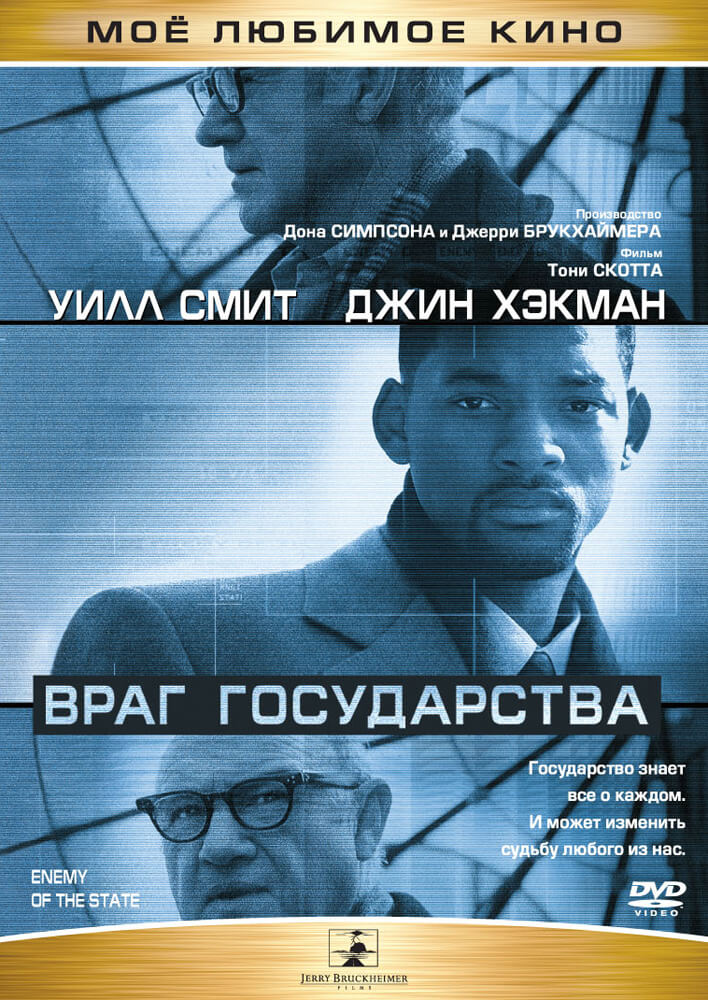 МОЁ ЛЮБИМОЕ КИНО
Производство
Дона СИМПСОНА и Джерри БРУКХАЙМЕРА
Фильм
Тони СКОТТА
УИЛЛ СМИТ ДЖИН ХЭКМАН
ВРАГ ГОСУДАРСТВА
Государство знает
все о каждом.
И может изменить
судьбу любого из нас.
ENEMY
OF THE STATE
DVD
VIDEO
JERRY BRUCKHEIMER
FILMS